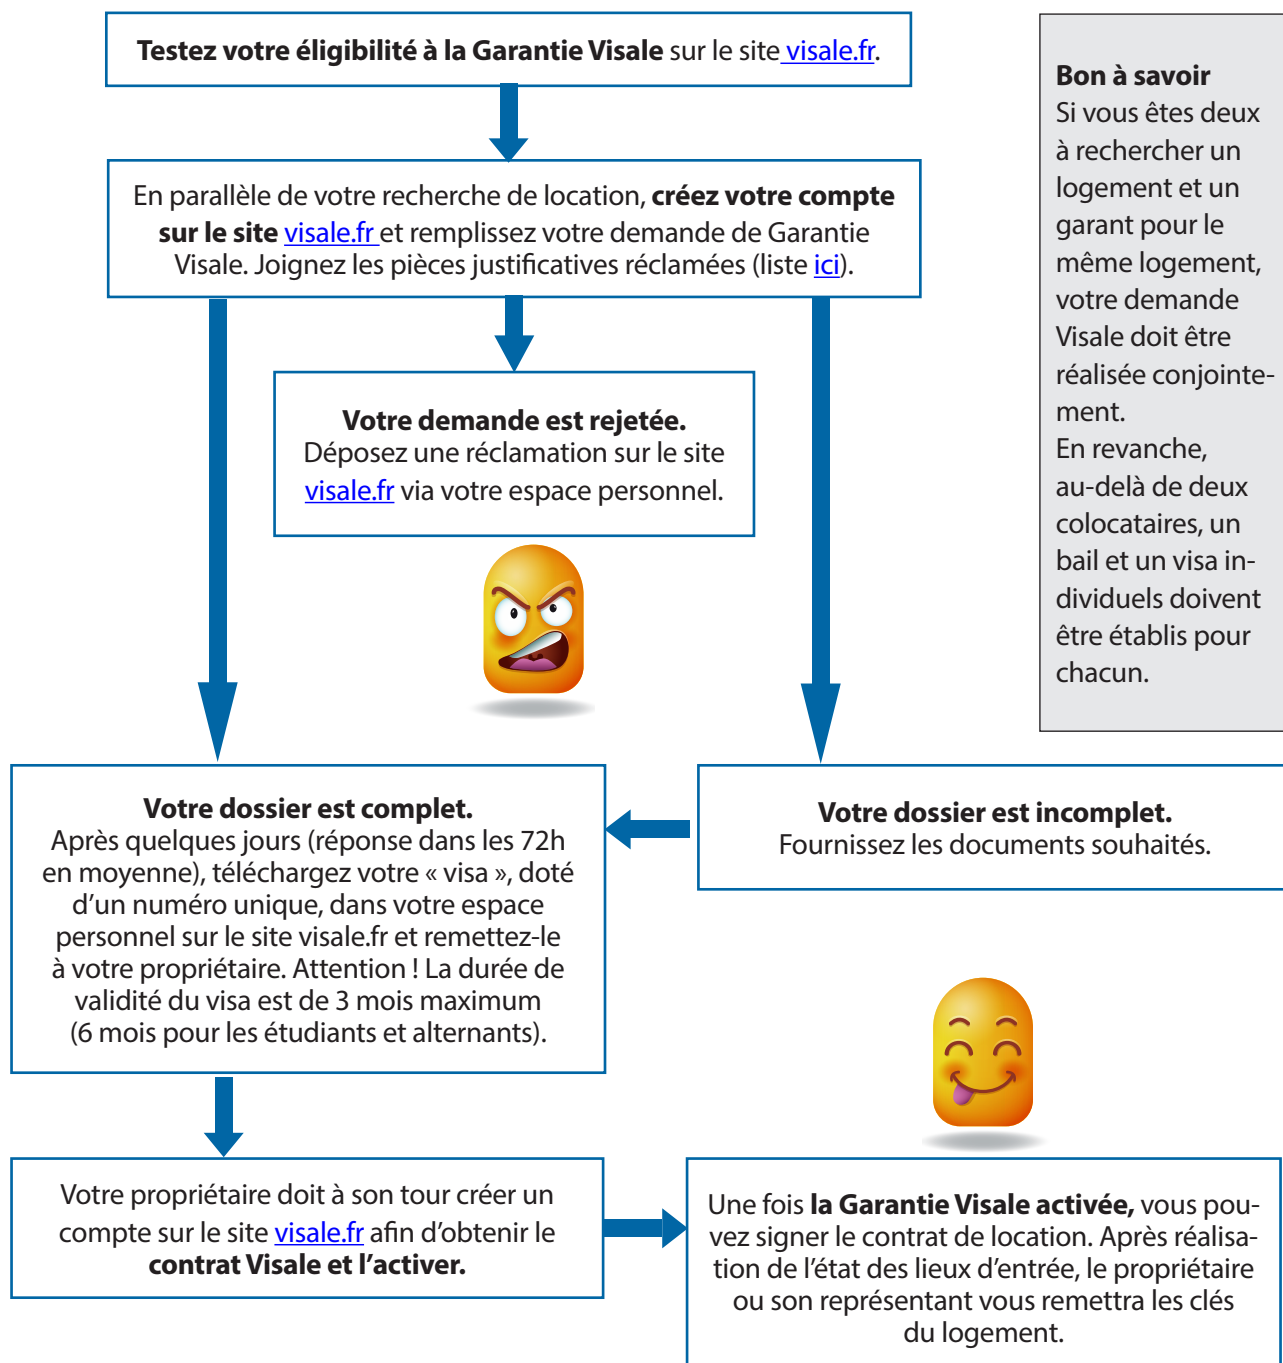 Testez votre éligibilité à la Garantie Visale sur le site visale.fr.
En parallèle de votre recherche de location, créez votre compte
sur le site visale.fr et remplissez votre demande de Garantie
Visale. Joignez les pièces justificatives réclamées (liste ici).
Votre demande est rejetée.
Déposez une réclamation sur le site
visale.fr via votre espace personnel.
Bon à savoir
Si vous êtes deux
à rechercher un
logement et un
garant pour le
même logement,
votre demande
Visale doit être
réalisée conjointe-
ment.
En revanche,
au-delà de deux
colocataires, un
bail et un visa in-
dividuels doivent
être établis pour
chacun.
Votre dossier est complet.
Après quelques jours (réponse dans les 72h
en moyenne), téléchargez votre « visa », doté
d’un numéro unique, dans votre espace
personnel sur le site visale.fr et remettez-le
à votre propriétaire. Attention ! La durée de
validité du visa est de 3 mois maximum
(6 mois pour les étudiants et alternants).
Votre dossier est incomplet.
Fournissez les documents souhaités.
Votre propriétaire doit à son tour créer un
compte sur le site visale.fr afin d’obtenir le
contrat Visale et l’activer.
Une fois la Garantie Visale activée, vous pou-
vez signer le contrat de location. Après réalisa-
tion de l’état des lieux d’entrée, le propriétaire
ou son représentant vous remettra les clés
du logement.